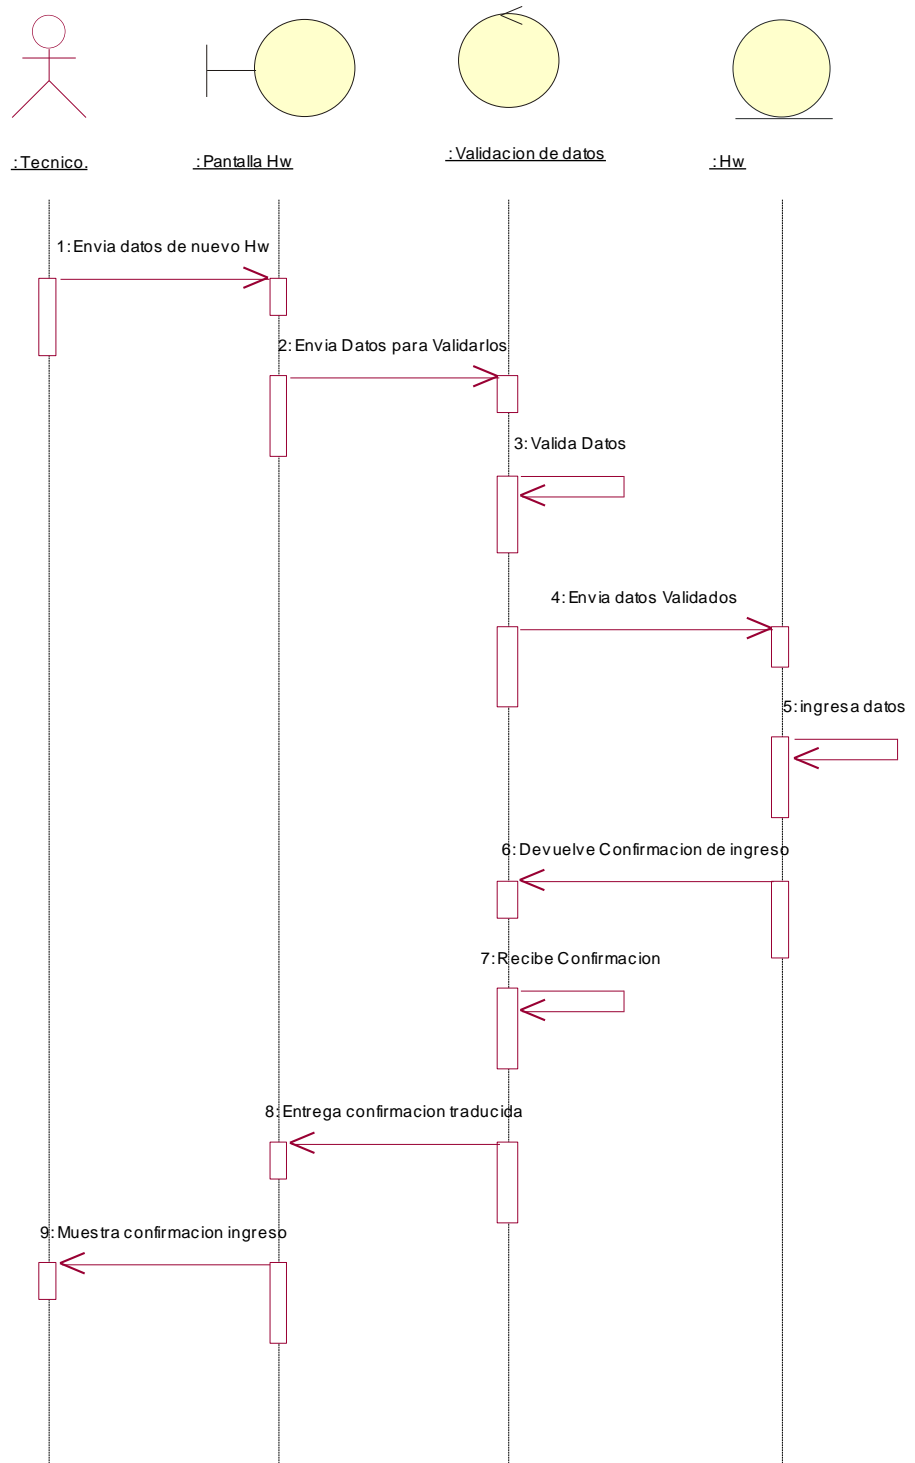 : Tecnico.
: Pantalla Hw
: Validacion de datos
: Hw
1: Envia datos de nuevo Hw
2: Envia Datos para Validarlos
3: Valida Datos
4: Envia datos Validados
5: ingresa datos
6: Devuelve Confirmacion de ingreso
7: Recibe Confirmacion
8: Entrega confirmacion traducida
9: Muestra confirmacion ingreso